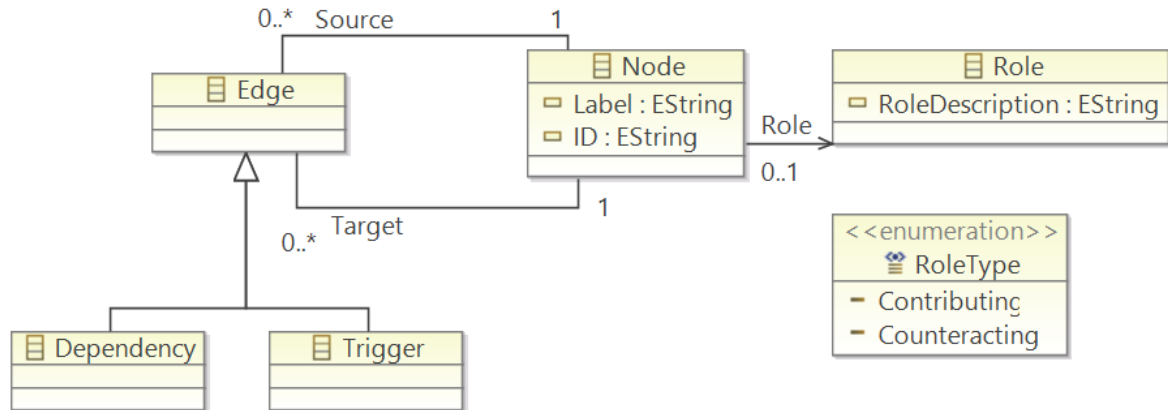 0..* Source 1
Edge
Node
Label : EString
ID : EString
Role
RoleDescription : EString
Role
0..1
0..* Target 1
<<enumeration>>
RoleType
Contributing
Counteracting
Dependency
Trigger